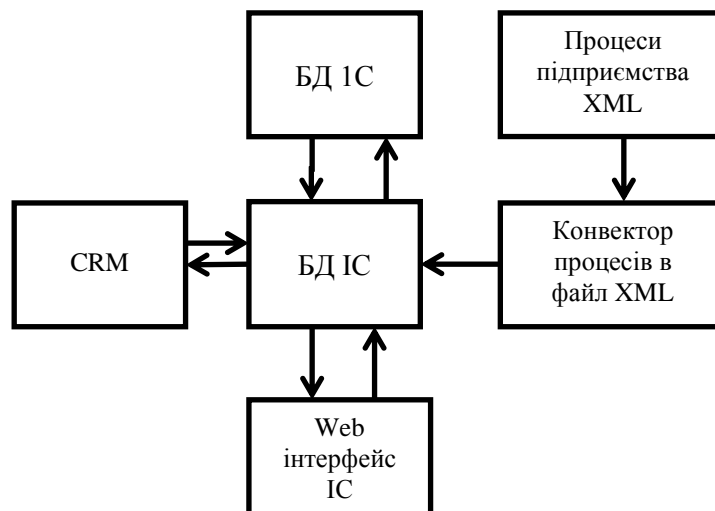 БД 1С
Процеси
підприємства
XML
CRM
БД ІС
Конвектор
процесів в
файл XML
Web
інтерфейс
ІС